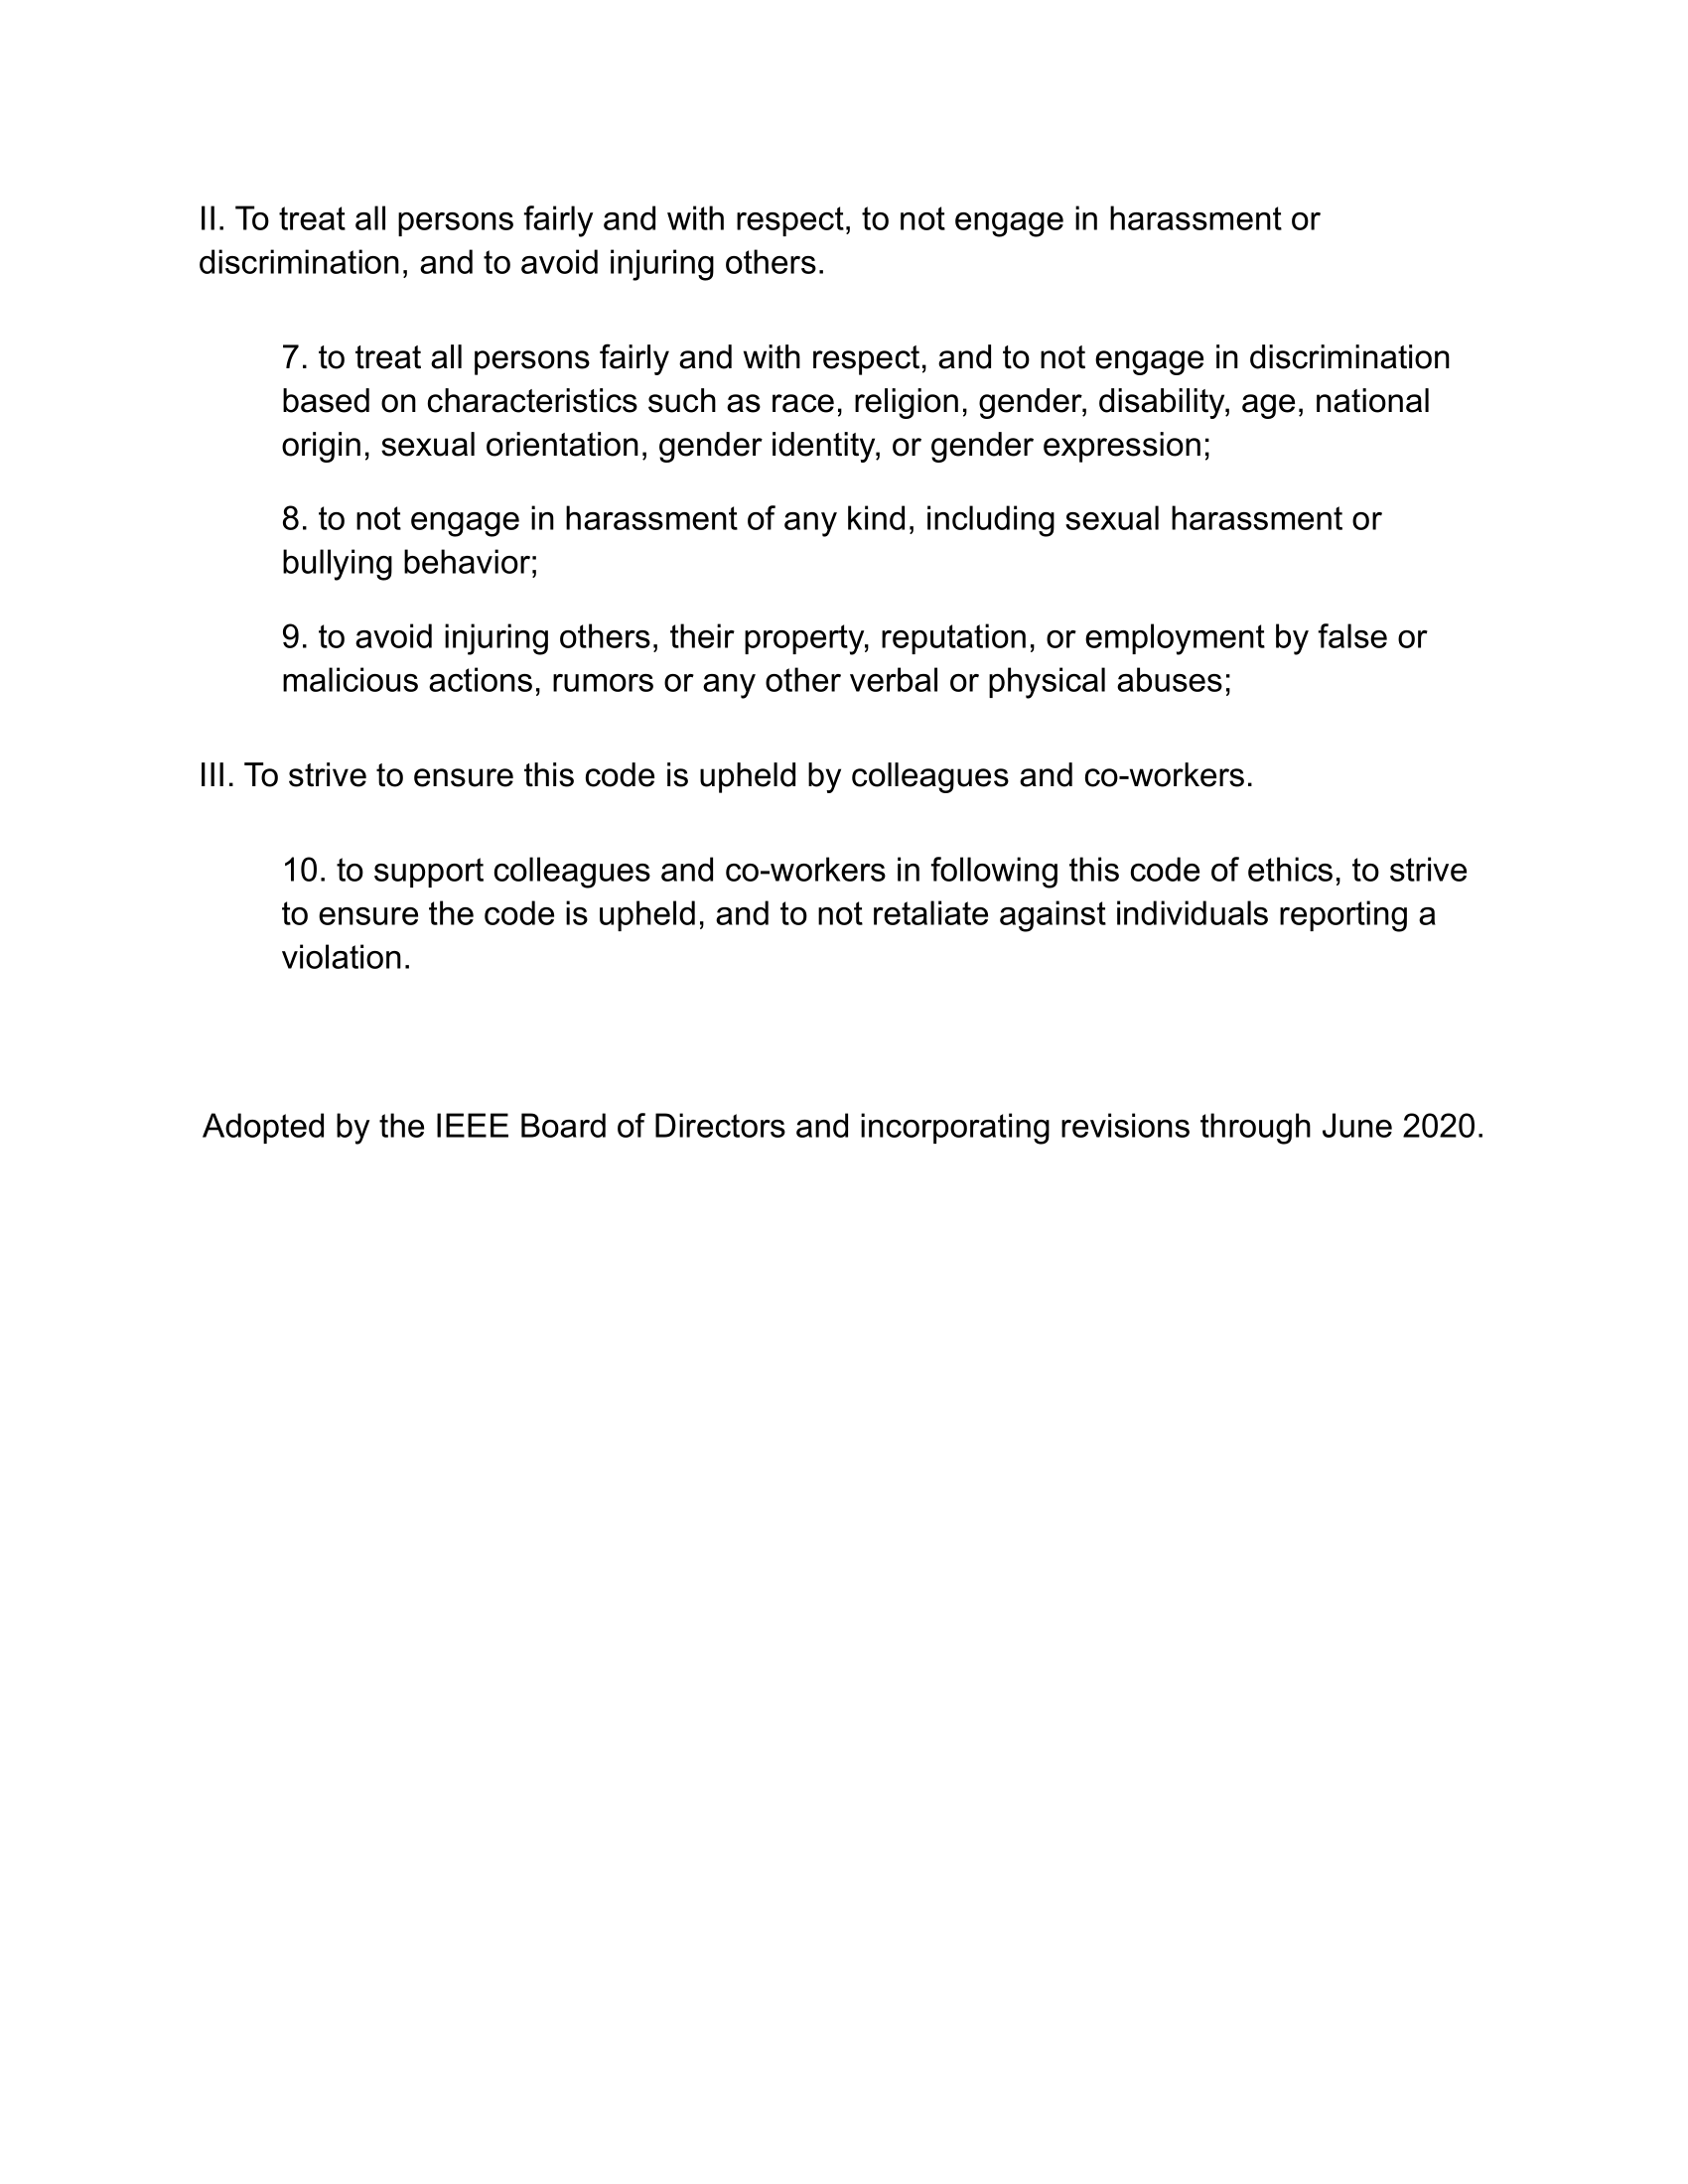 II. To treat all persons fairly and with respect, to not engage in harassment or
discrimination, and to avoid injuring others.
7. to treat all persons fairly and with respect, and to not engage in discrimination
based on characteristics such as race, religion, gender, disability, age, national
origin, sexual orientation, gender identity, or gender expression;
8. to not engage in harassment of any kind, including sexual harassment or
bullying behavior;
9. to avoid injuring others, their property, reputation, or employment by false or
malicious actions, rumors or any other verbal or physical abuses;
III. To strive to ensure this code is upheld by colleagues and co-workers.
10. to support colleagues and co-workers in following this code of ethics, to strive
to ensure the code is upheld, and to not retaliate against individuals reporting a
violation.
Adopted by the IEEE Board of Directors and incorporating revisions through June 2020.